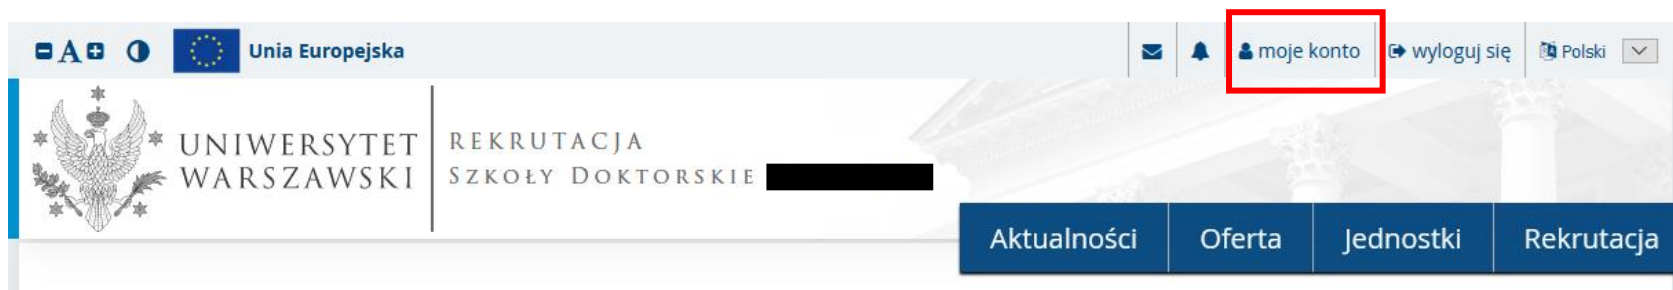 A Unia Europejska moje konto wyloguj się Polski
UNIWERSYTET
WARSZAWSKI
REKRUTACJA
SZKOŁY DOKTORSKIE
Aktualności Oferta Jednostki Rekrutacja